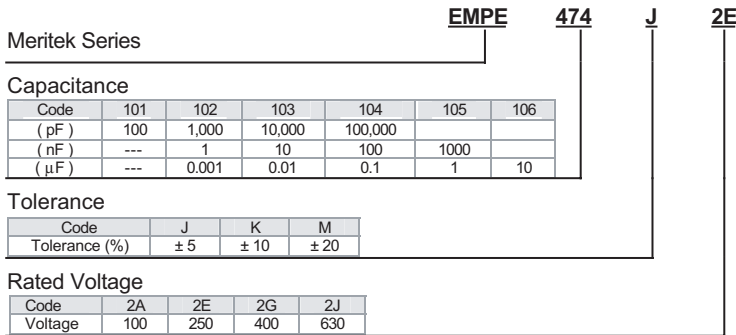 EMPE 474 J 2E
Meritek Series
Capacitance
Code 101 102 103 104 105 106
( pF ) 100 1,000 10,000 100,000
( nF ) --- 1 10 100 1000
( μF ) --- 0.001 0.01 0.1 1 10
Tolerance
Code J K M
Tolerance (%) ± 5 ± 10 ± 20
Rated Voltage
Code 2A 2E 2G 2J
Voltage 100 250 400 630